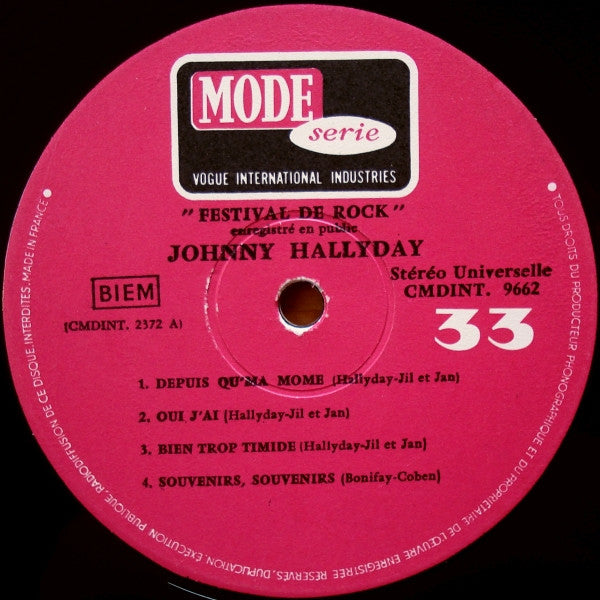 MODE
serie
VOGUE INTERNATIONAL INDUSTRIES
" FESTIVAL DE ROCK "
enregistré en public
JOHNNY HALLYDAY
BIEM
(CMDINT. 2372 A)
Stéréo Universelle
CMDINT. 9662
33
1. DEPUIS QU'MA MOME (Hallyday-Jil et Jan)
2. OUI J'AI (Hallyday-Jil et Jan)
3. BIEN TROP TIMIDE (Hallyday-Jil et Jan)
4. SOUVENIRS, SOUVENIRS (Bonifay-Coben)
• TOUS DROITS DU PRODUCTEUR PHONOGRAPHIQUE ET DU PROPRIETAIRE DE L'ŒUVRE ENREGISTREE RESERVES, DUPLICATION, EXÉCUTION PUBLIQUE, RADIODIFFUSION DE CE DISQUE, INTERDITES. MADE IN FRANCE •